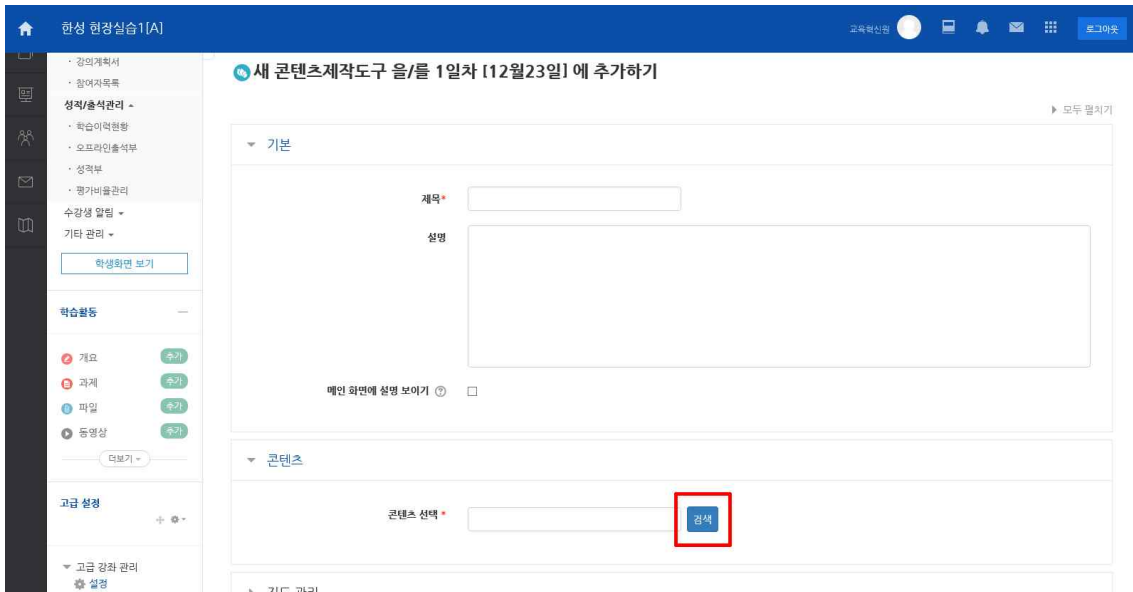 한성 현장실습1[A]
교육혁신원
로그아웃
· 강의계획서
· 참여자목록
성적/출석관리
· 학습이력현황
· 오프라인출석부
· 성적부
· 평가비율관리
수강생 알림
기타 관리
학생화면 보기
학습활동
개요 추가
과제 추가
파일 추가
동영상 추가
더보기
고급 설정
고급 강좌 관리
설정
새 콘텐츠제작도구 을/를 1일차 [12월23일] 에 추가하기
모두 펼치기
기본
제목*
설명
메인 화면에 설명 보이기
콘텐츠
콘텐츠 선택 *
검색